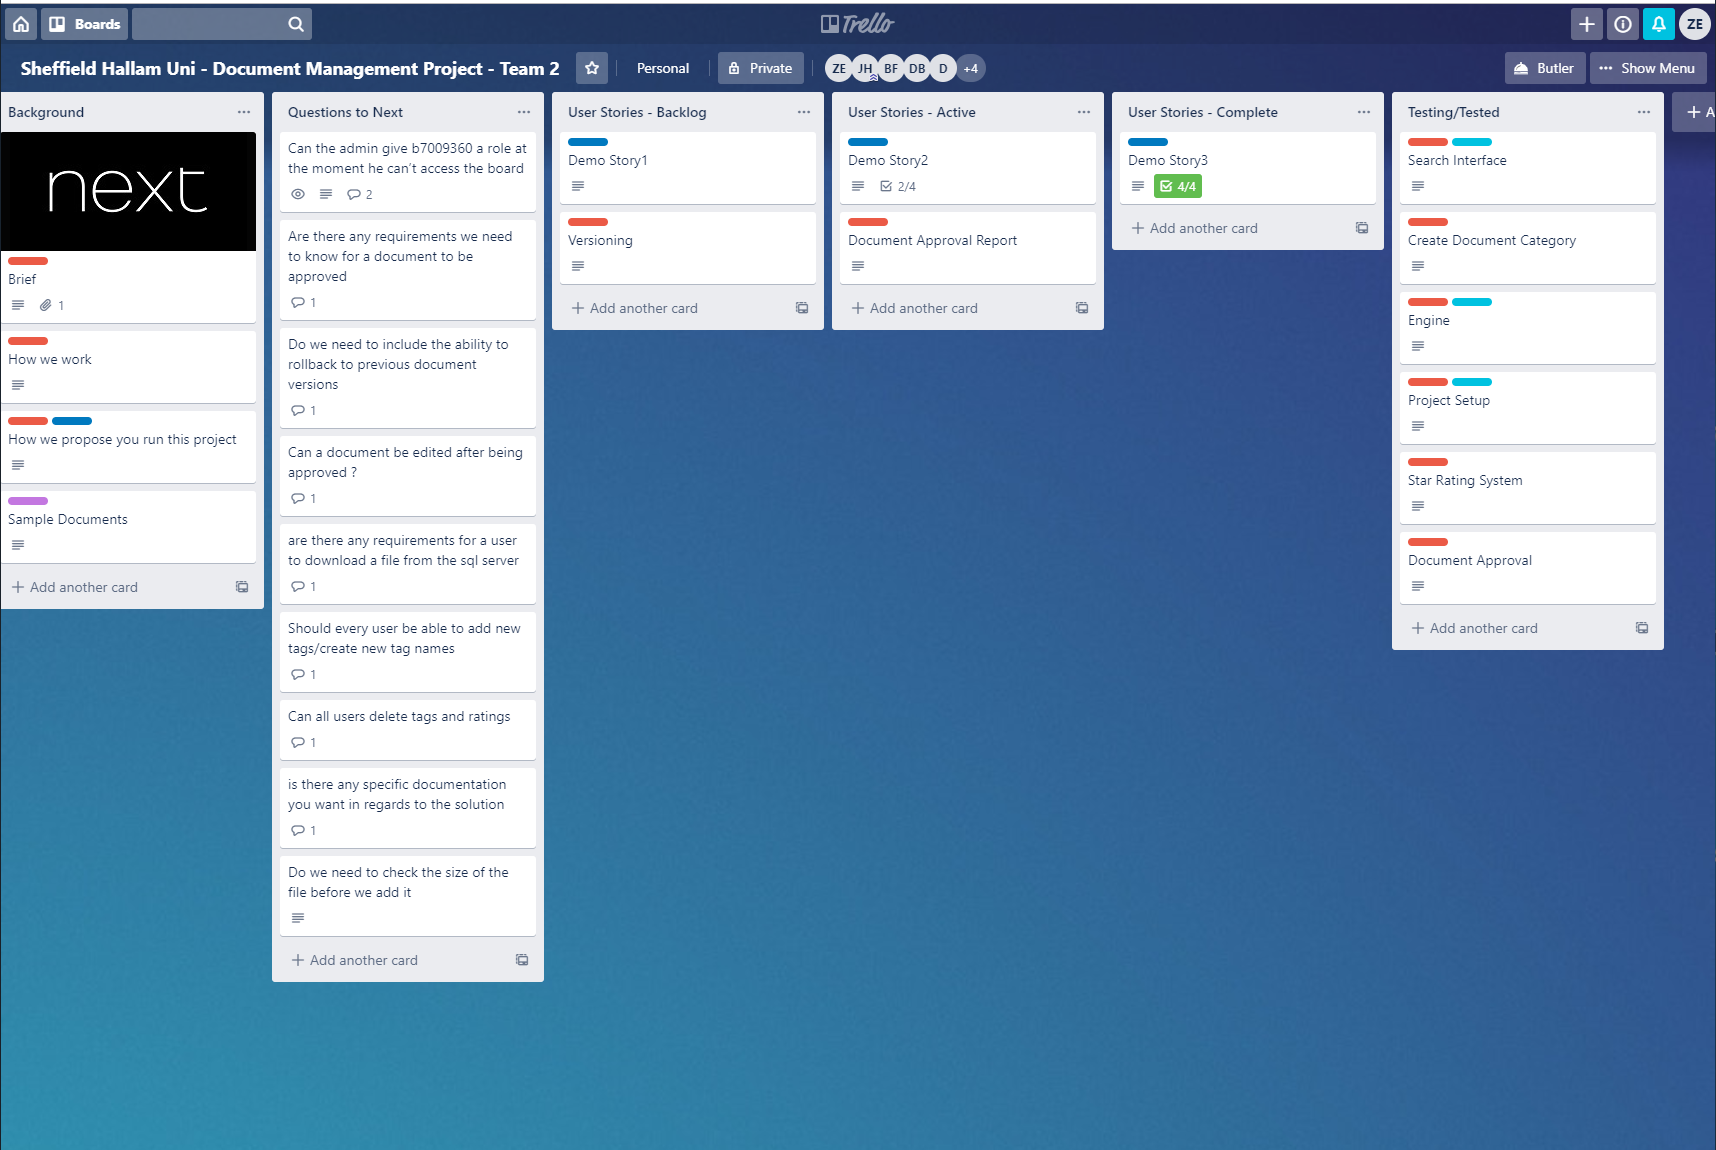 Boards
Trello
ZE
Sheffield Hallam Uni - Document Management Project - Team 2
Personal
Private
ZE JH BF DB D +4
Butler
Show Menu
Background
next
Brief
1
How we work
How we propose you run this project
Sample Documents
+ Add another card
Questions to Next
Can the admin give b7009360 a role at
the moment he can't access the board
2
Are there any requirements we need
to know for a document to be
approved
1
Do we need to include the ability to
rollback to previous document
versions
1
Can a document be edited after being
approved ?
1
are there any requirements for a user
to download a file from the sql server
1
Should every user be able to add new
tags/create new tag names
1
Can all users delete tags and ratings
1
is there any specific documentation
you want in regards to the solution
1
Do we need to check the size of the
file before we add it
+ Add another card
User Stories - Backlog
Demo Story1
Versioning
+ Add another card
User Stories - Active
Demo Story2
2/4
Document Approval Report
+ Add another card
User Stories - Complete
Demo Story3
4/4
+ Add another card
Testing/Tested
Search Interface
Create Document Category
Engine
Project Setup
Star Rating System
Document Approval
+ Add another card
+ A